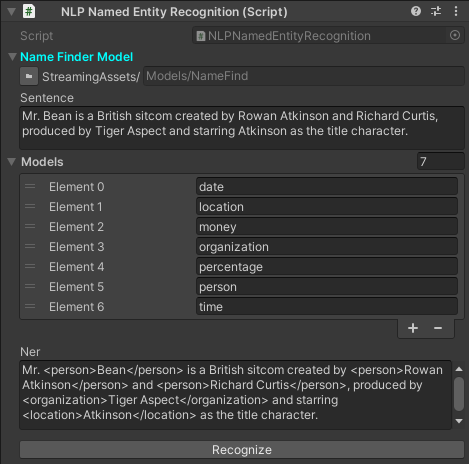 NLP Named Entity Recognition (Script)
Script
NLPNamedEntityRecognition
Name Finder Model
StreamingAssets/ Models/NameFind
Sentence
Mr. Bean is a British sitcom created by Rowan Atkinson and Richard Curtis,
produced by Tiger Aspect and starring Atkinson as the title character.
Models 7
Element 0 date
Element 1 location
Element 2 money
Element 3 organization
Element 4 percentage
Element 5 person
Element 6 time
Ner
Mr. <person>Bean</person> is a British sitcom created by <person>Rowan
Atkinson</person> and <person>Richard Curtis</person>, produced by
<organization>Tiger Aspect</organization> and starring
<location>Atkinson</location> as the title character.
Recognize